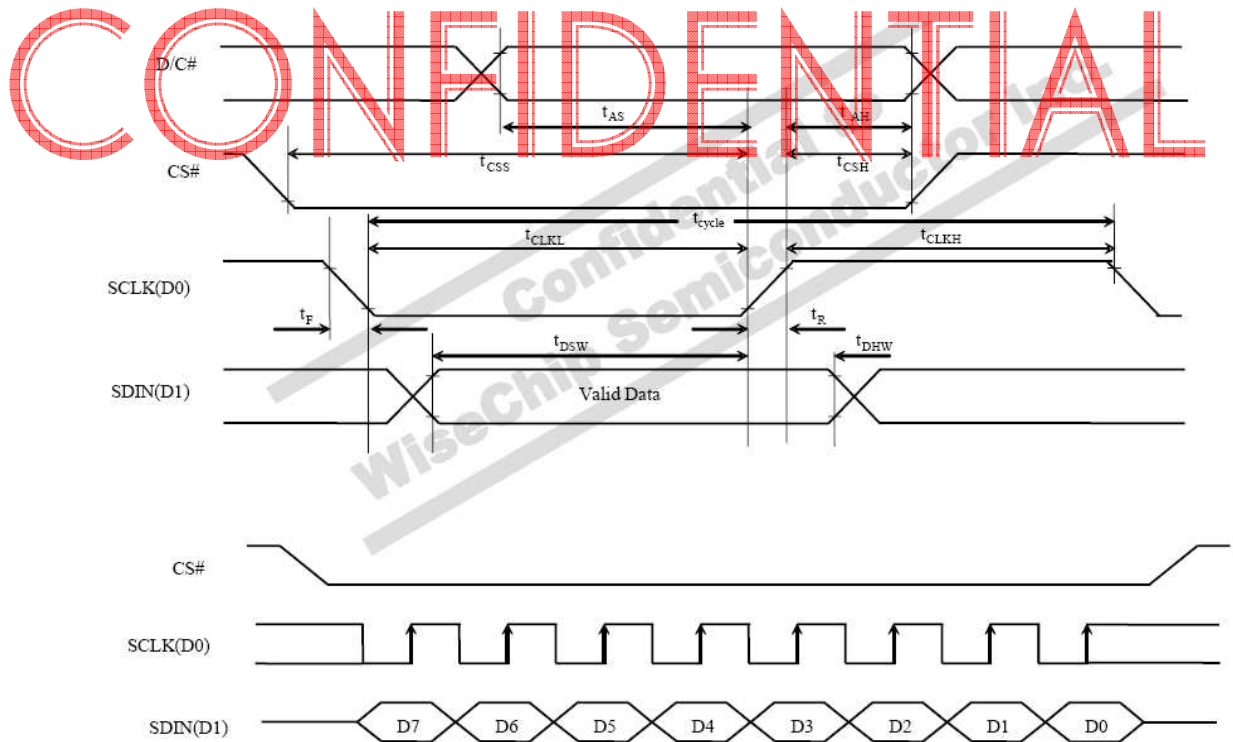 CONFIDENTIAL
D/C#
tAS
tAH
tCSS
tCSH
CS#
tcycle
tCLKL
tCLKH
SCLK(D0)
tF
tR
tDSW
tDHW
SDIN(D1)
Valid Data
Confidential to
WiseChip Semiconductor Inc.
CS#
SCLK(D0)
SDIN(D1)
D7 D6 D5 D4 D3 D2 D1 D0